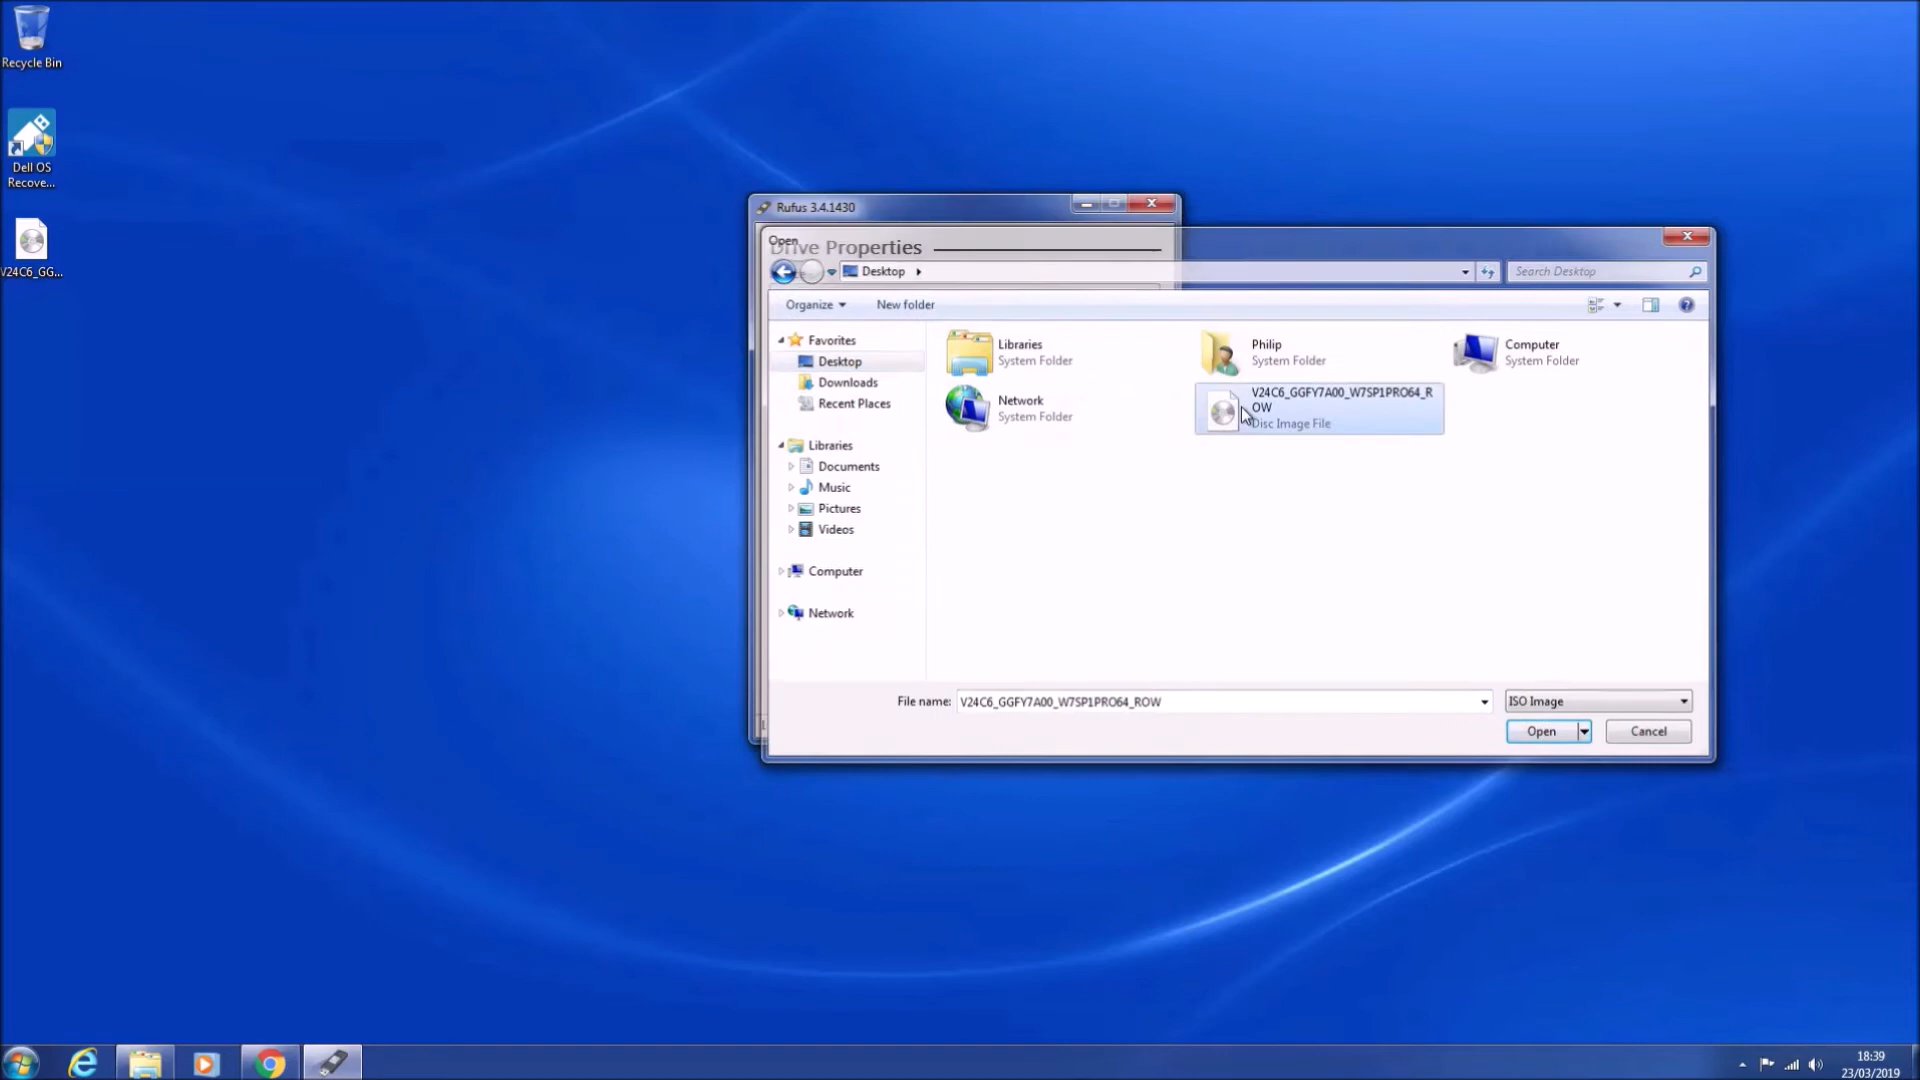 Recycle Bin
Dell OS
Recove...
V24C6_GG...
Rufus 3.4.1430
Open
Drive Properties
Desktop
Search Desktop
Organize
New folder
Favorites
Desktop
Downloads
Recent Places
Libraries
Documents
Music
Pictures
Videos
Computer
Network
Libraries
System Folder
Philip
System Folder
Computer
System Folder
Network
System Folder
V24C6_GGFY7A00_W7SP1PRO64_R
OW
Disc Image File
File name:
V24C6_GGFY7A00_W7SP1PRO64_ROW
ISO Image
Open
Cancel
18:39
23/03/2019